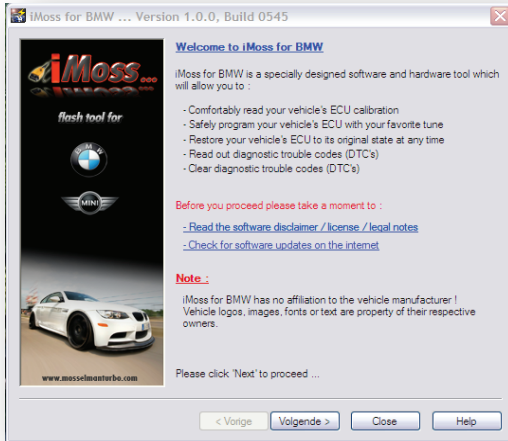 iMoss for BMW ... Version 1.0.0, Build 0545
iMoss...
flash tool for
BMW
MINI
www.mosselmanturbo.com
Welcome to iMoss for BMW
iMoss for BMW is a specially designed software and hardware tool which
will allow you to :
- Comfortably read your vehicle's ECU calibration
- Safely program your vehicle's ECU with your favorite tune
- Restore your vehicle's ECU to its original state at any time
- Read out diagnostic trouble codes (DTC's)
- Clear diagnostic trouble codes (DTC's)
Before you proceed please take a moment to :
- Read the software disclaimer / license / legal notes
- Check for software updates on the internet
Note :
iMoss for BMW has no affiliation to the vehicle manufacturer !
Vehicle logos, images, fonts or text are property of their respective
owners.
Please click 'Next' to proceed ...
< Vorige
Volgende >
Close
Help